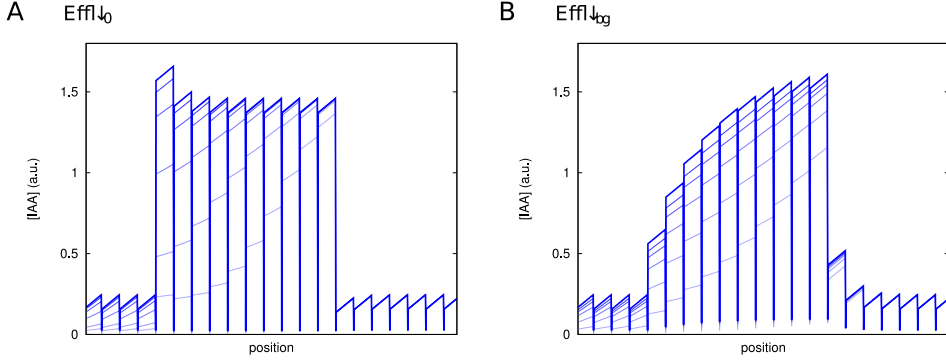 A Effl↓0
B Effl↓bg
1.5
1
0.5
0
[IAA] (a.u.)
position
1.5
1
0.5
0
[IAA] (a.u.)
position